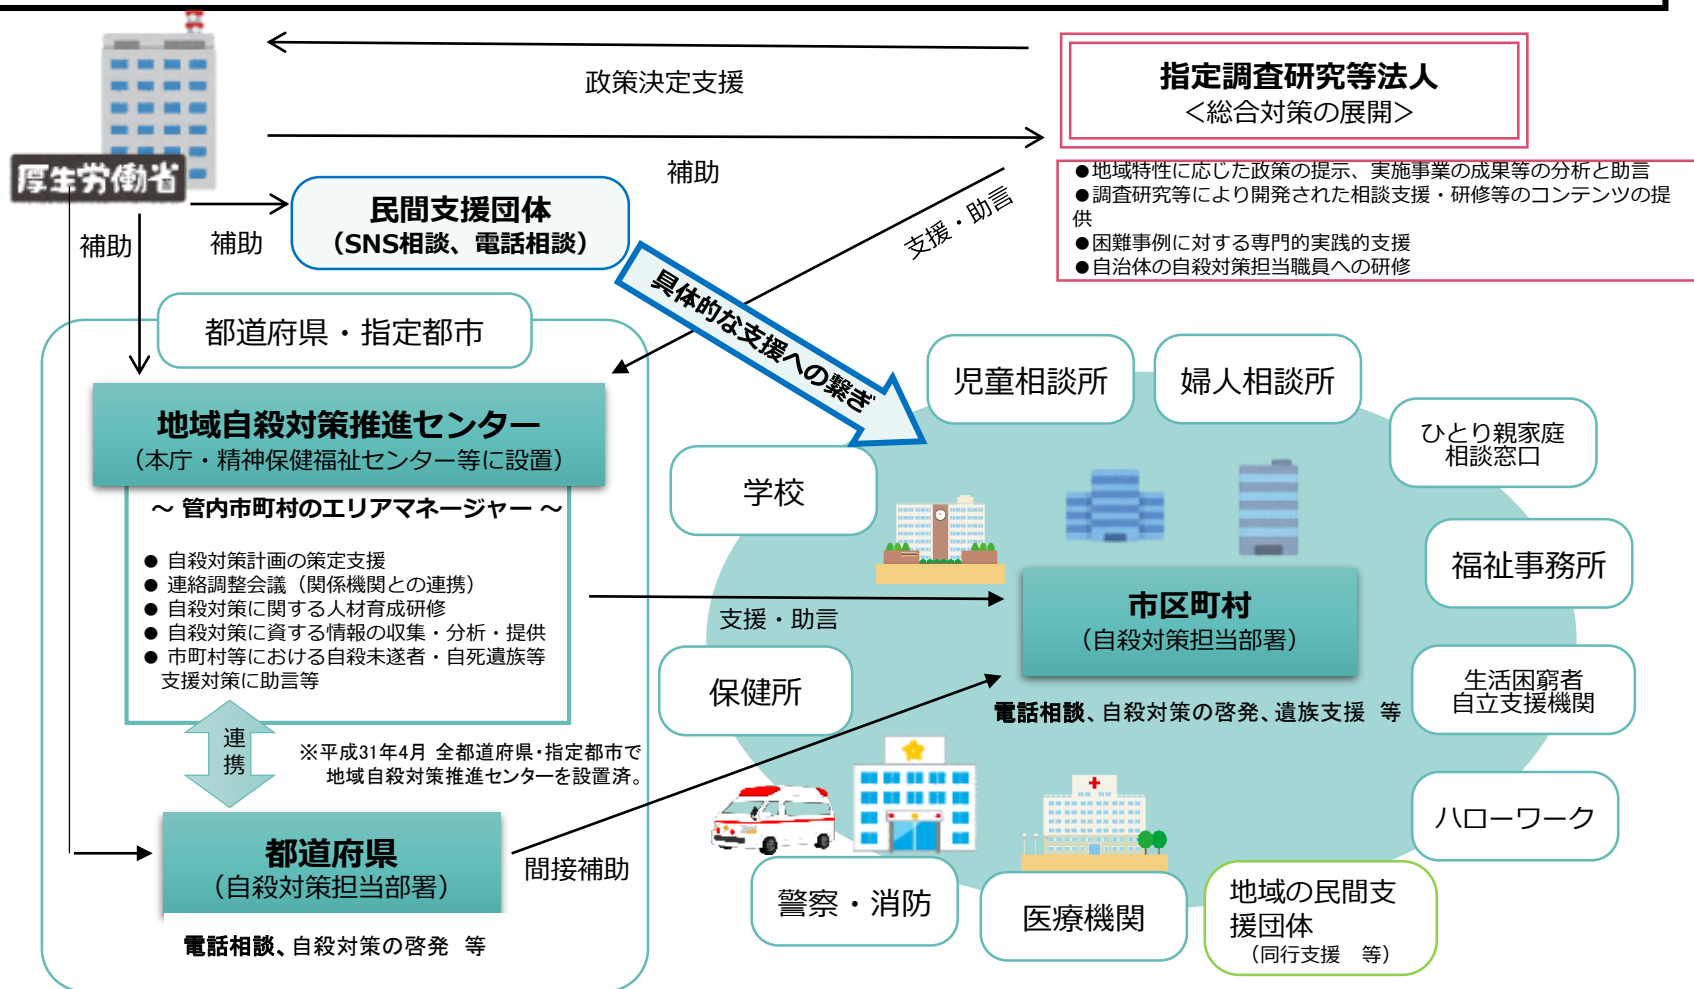 政策決定支援
指定調査研究等法人
＜総合対策の展開＞
厚生労働省
補助
●地域特性に応じた政策の提示、実施事業の成果等の分析と助言
●調査研究等により開発された相談支援・研修等のコンテンツの提
供
●困難事例に対する専門的実践的支援
●自治体の自殺対策担当職員への研修
民間支援団体
（SNS相談、電話相談）
補助
補助
支援・助言
具体的な支援への繋ぎ
都道府県・指定都市
地域自殺対策推進センター
（本庁・精神保健福祉センター等に設置）
～ 管内市町村のエリアマネージャー ～
● 自殺対策計画の策定支援
● 連絡調整会議（関係機関との連携）
● 自殺対策に関する人材育成研修
● 自殺対策に資する情報の収集・分析・提供
● 市町村等における自殺未遂者・自死遺族等
支援対策に助言等
連
携
※平成31年4月 全都道府県・指定都市で
地域自殺対策推進センターを設置済。
都道府県
（自殺対策担当部署）
電話相談、自殺対策の啓発 等
支援・助言
間接補助
児童相談所
婦人相談所
ひとり親家庭
相談窓口
学校
福祉事務所
市区町村
（自殺対策担当部署）
電話相談、自殺対策の啓発、遺族支援 等
保健所
生活困窮者
自立支援機関
ハローワーク
警察・消防
医療機関
地域の民間支
援団体
（同行支援 等）